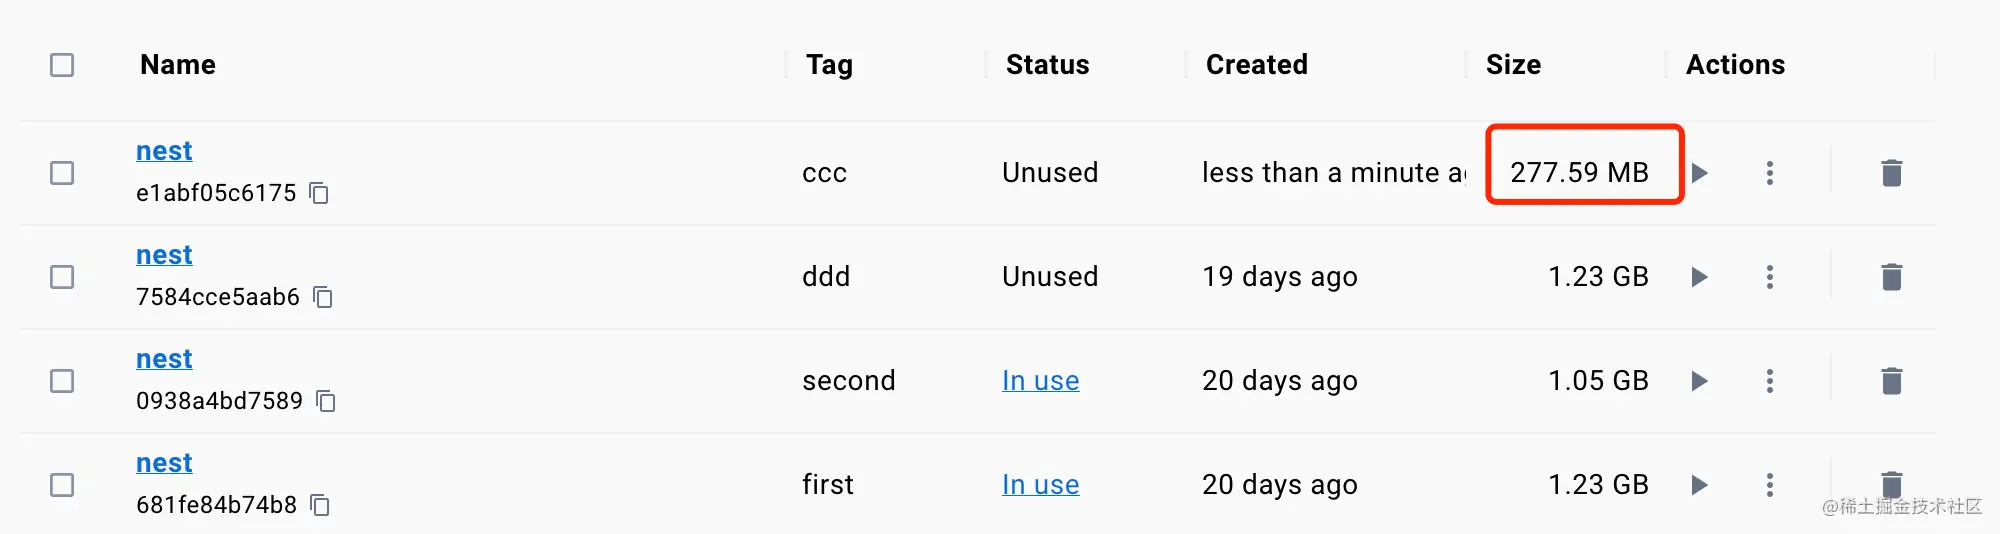 Name Tag Status Created Size Actions
nest
e1abf05c6175 ccc Unused less than a minute a 277.59 MB
nest
7584cce5aab6 ddd Unused 19 days ago 1.23 GB
nest
0938a4bd7589 second In use 20 days ago 1.05 GB
nest
681fe84b74b8 first In use 20 days ago 1.23 GB
@稀土掘金技术社区